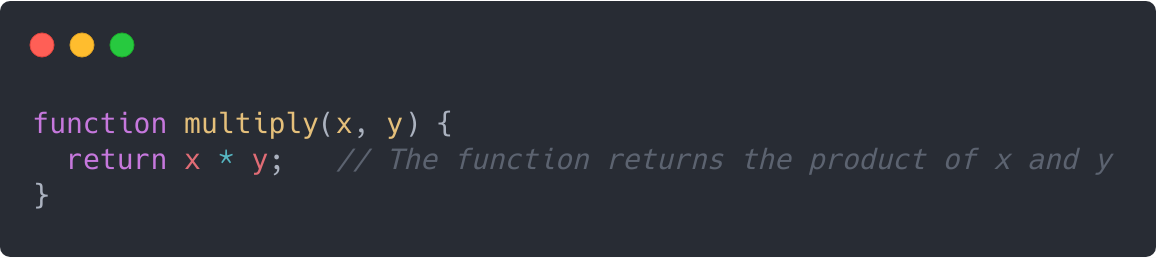 function multiply(x, y) {
  return x * y;   // The function returns the product of x and y
}